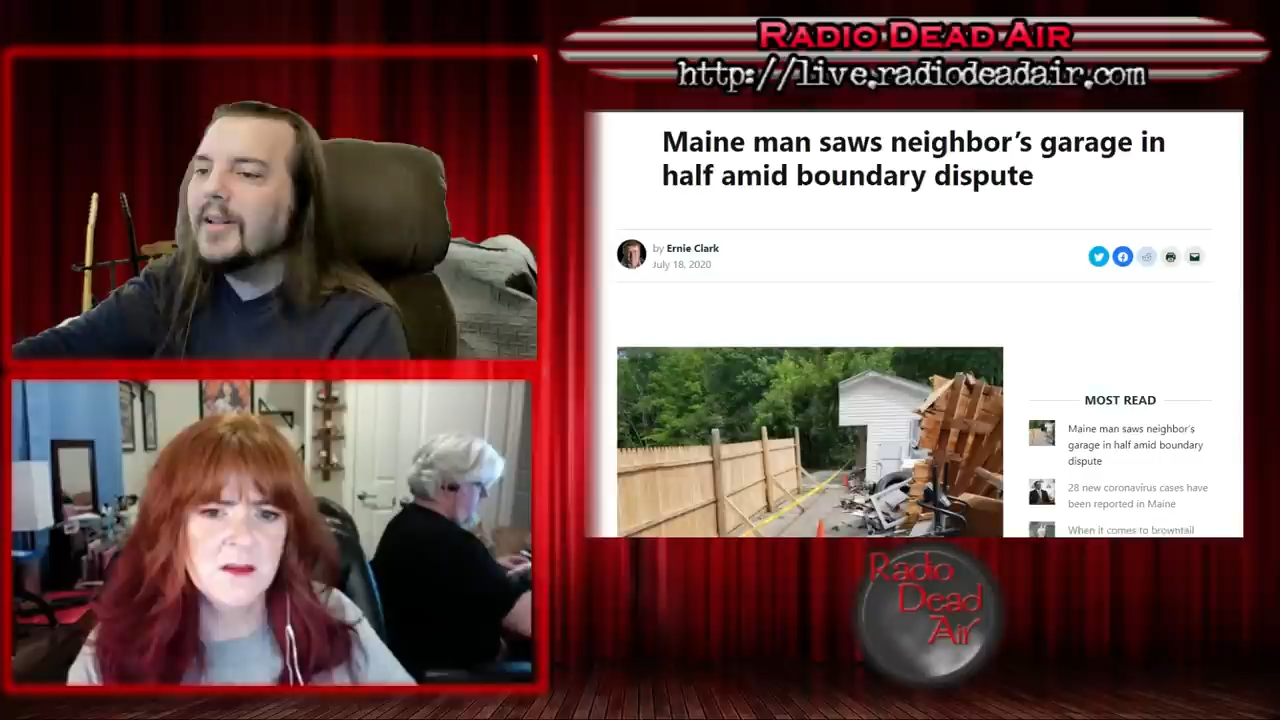 Radio Dead Air
http://live.radiodeadair.com
Maine man saws neighbor's garage in
half amid boundary dispute
by Ernie Clark
July 18, 2020
MOST READ
Maine man saws neighbor's
garage in half amid boundary
dispute
28 new coronavirus cases have
been reported in Maine
When it comes to browntail
Radio
Dead
Air